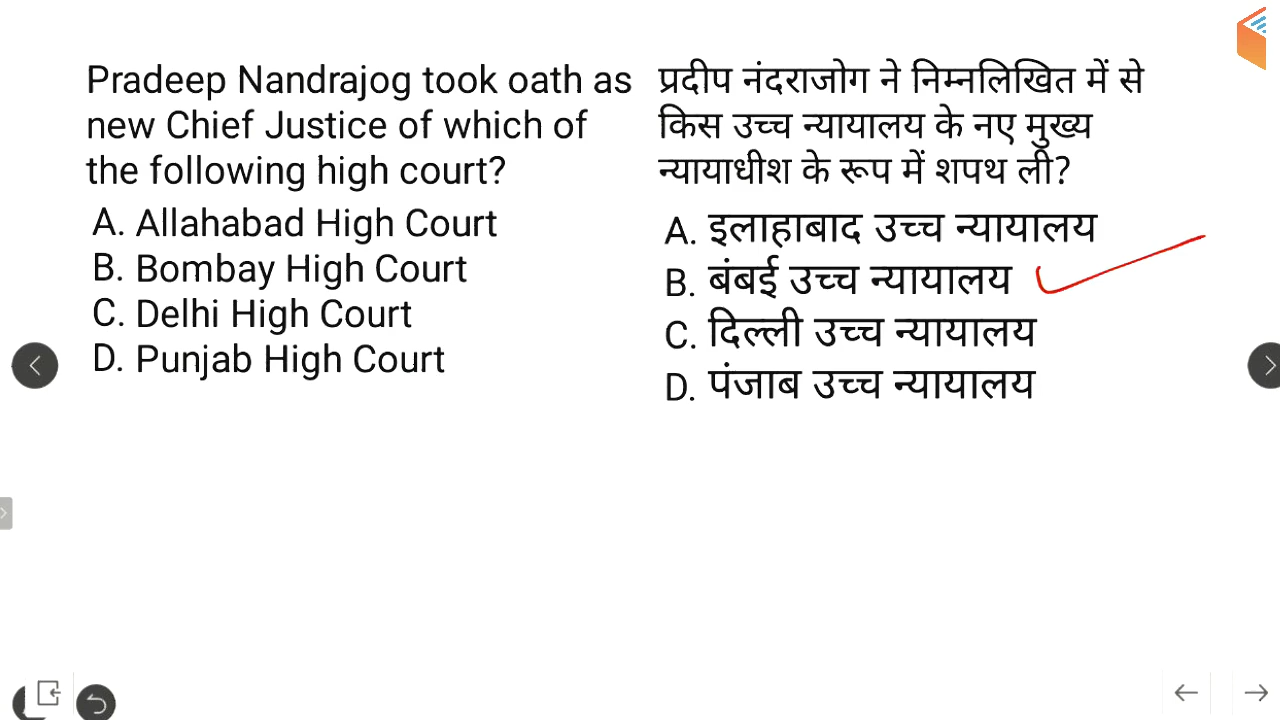 Pradeep Nandrajog took oath as
new Chief Justice of which of
the following high court?
A. Allahabad High Court
B. Bombay High Court
C. Delhi High Court
D. Punjab High Court
प्रदीप नंदराजोग ने निम्नलिखित में से
किस उच्च न्यायालय के नए मुख्य
न्यायाधीश के रूप में शपथ ली?
A. इलाहाबाद उच्च न्यायालय
B. बंबई उच्च न्यायालय
C. दिल्ली उच्च न्यायालय
D. पंजाब उच्च न्यायालय